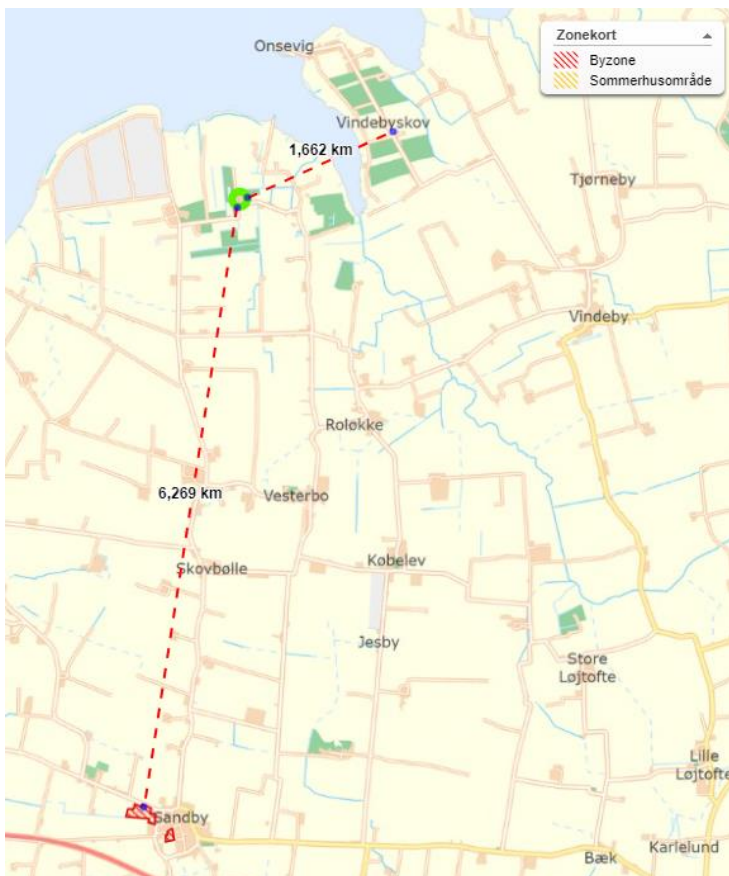 Onsevig
Zonekort
Byzone
Sommerhusområde
Vindebyskov
1,662 km
Tjørneby
Vindeby
Roløkke
6,269 km
Vesterbo
Skovbølle
Købelev
Jesby
Store
Løjtofte
Lille
Løjtofte
Sandby
Karlelund
Bæk